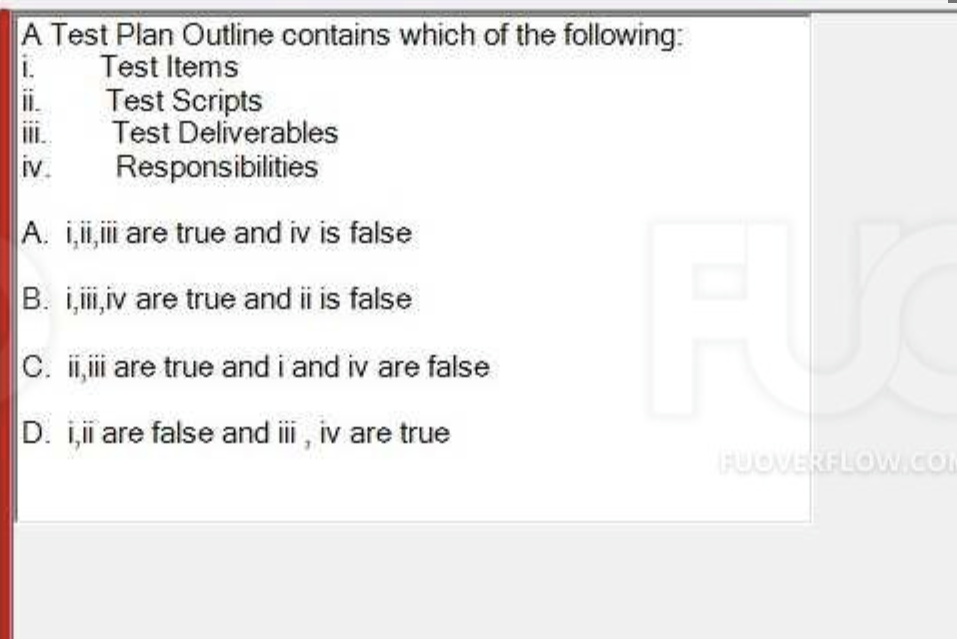 A Test Plan Outline contains which of the following:
i. Test Items
ii. Test Scripts
iii. Test Deliverables
iv. Responsibilities
A. i,ii,iii are true and iv is false
B. i,iii,iv are true and ii is false
C. ii,iii are true and i and iv are false
D. i,ii are false and iii , iv are true
FUO
FUOVERFLOW.COM